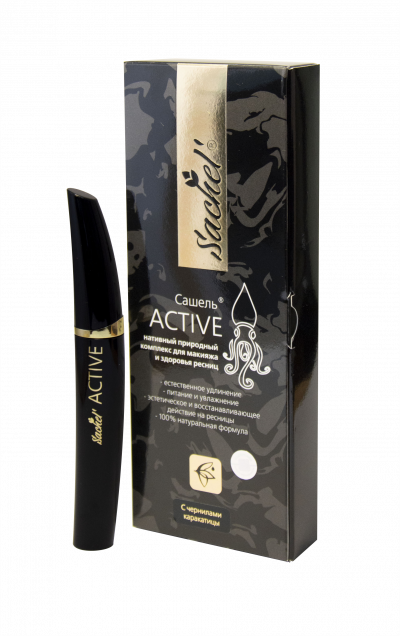 Sachel'®
Сашель®
ACTIVE
нативный природный
комплекс для макияжа
и здоровья ресниц
- естественное удлинение
- питание и увлажнение
- эстетическое и восстанавливающее
действие на ресницы
- 100% натуральная формула
С чернилами
каракатицы
Sachel' ACTIVE